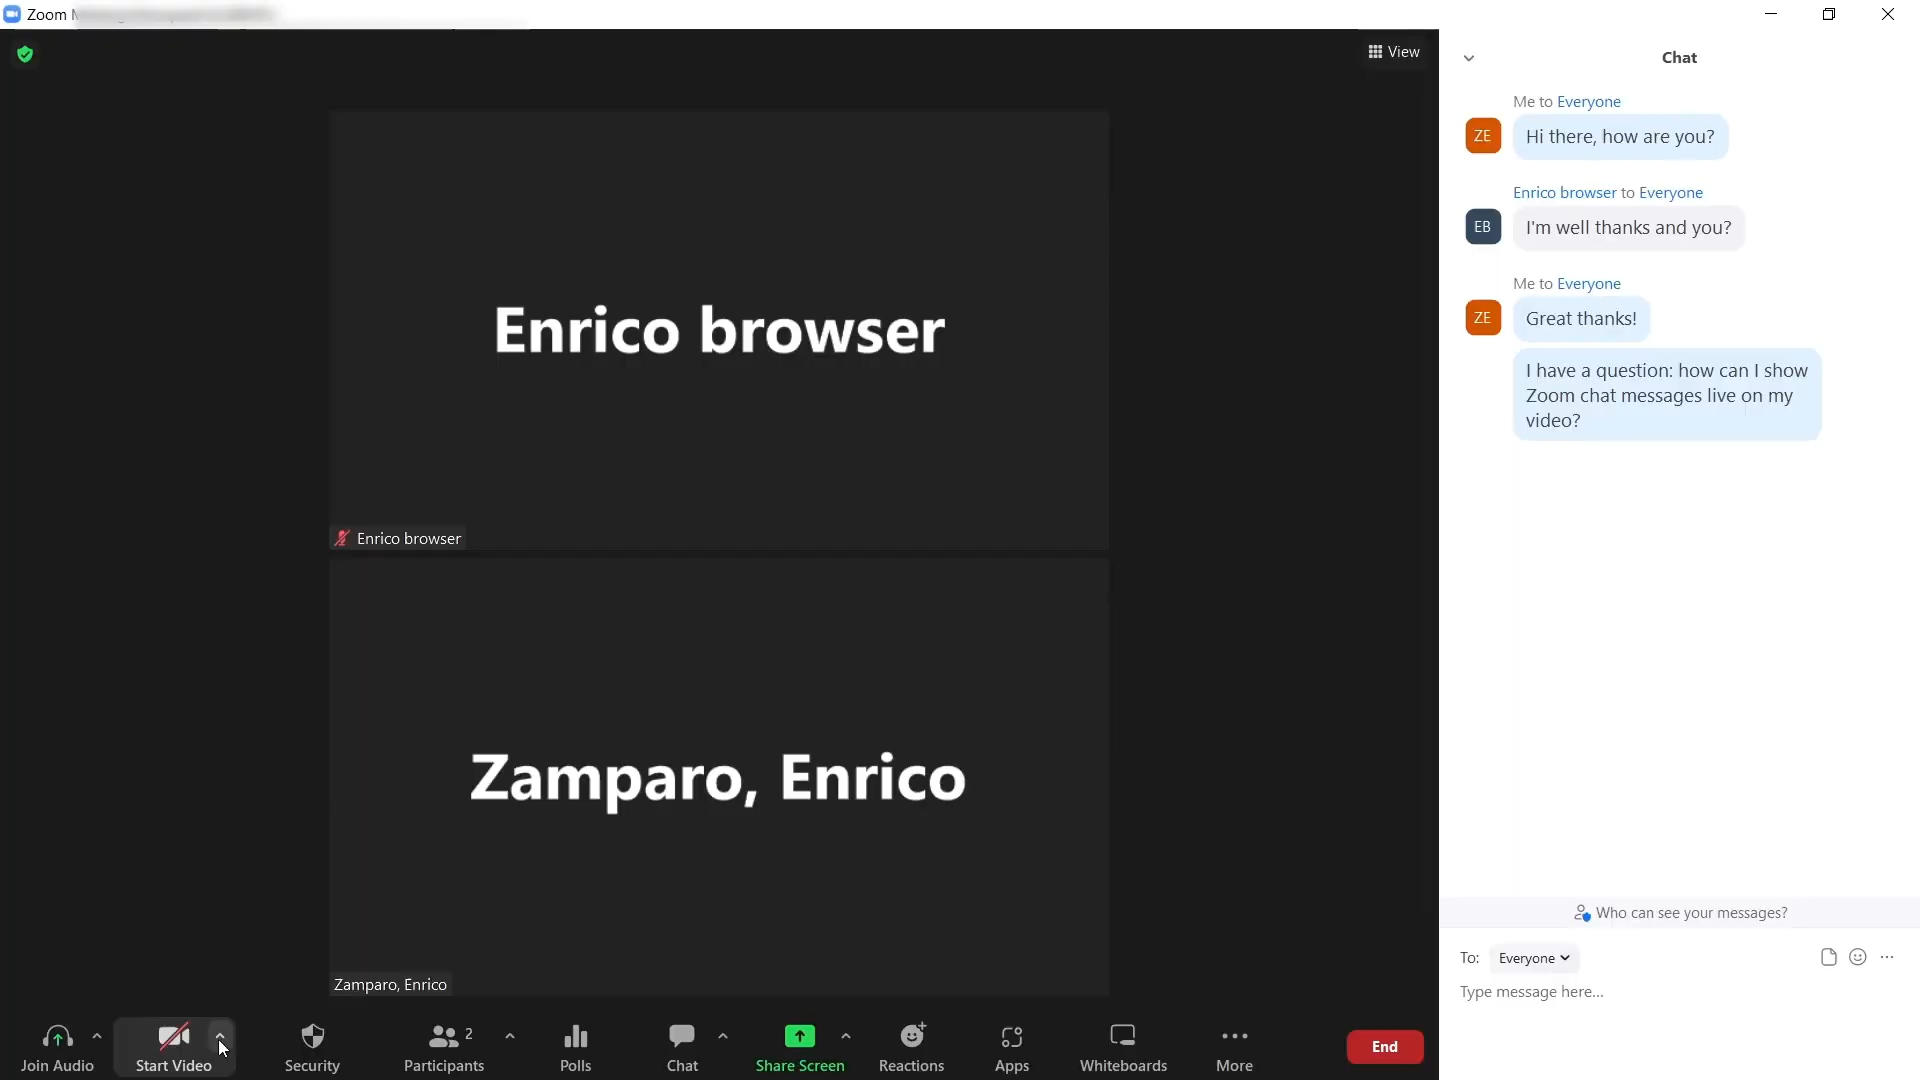 Zoom
View
Enrico browser
Enrico browser
Zamparo, Enrico
Zamparo, Enrico
Join Audio
Start Video
Security
Participants
2
Polls
Chat
Share Screen
Reactions
Apps
Whiteboards
More
End
Chat
Me to Everyone
ZE
Hi there, how are you?
Enrico browser to Everyone
EB
I'm well thanks and you?
Me to Everyone
ZE
Great thanks!
I have a question: how can I show
Zoom chat messages live on my
video?
Who can see your messages?
To: Everyone
Type message here...